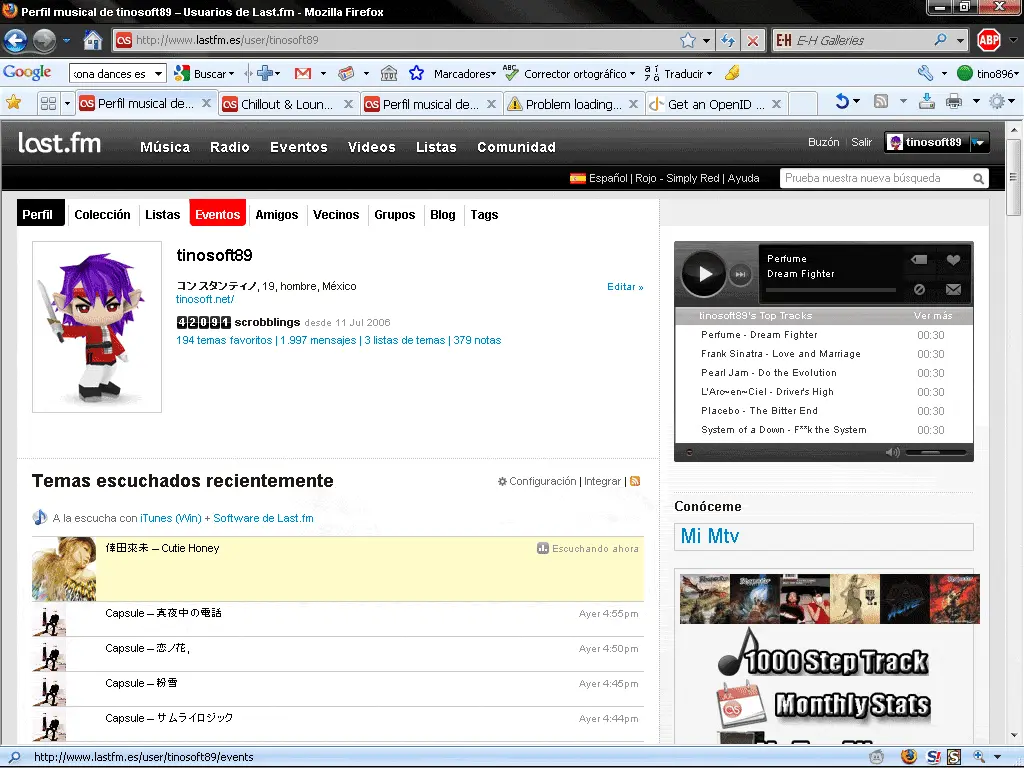 Perfil musical de tinosoft89 – Usuarios de Last.fm - Mozilla Firefox
http://www.lastfm.es/user/tinosoft89
E-H Galleries
ABP
Google
kona dances es
Buscar
Marcadores
Corrector ortográfico
Traducir
tino896
Perfil musical de...
Chillout & Loun...
Perfil musical de...
Problem loading...
Get an OpenID ...
last.fm
Música
Radio
Eventos
Videos
Listas
Comunidad
Buzón | Salir
tinosoft89
Español | Rojo - Simply Red | Ayuda
Prueba nuestra nueva búsqueda
Perfil
Colección
Listas
Eventos
Amigos
Vecinos
Grupos
Blog
Tags
tinosoft89
コンスタンティノ, 19, hombre, México
Editar »
tinosoft.net/
42091 scrobblings desde 11 Jul 2006
194 temas favoritos | 1.997 mensajes | 3 listas de temas | 379 notas
Perfume
Dream Fighter
tinosoft89's Top Tracks
Ver más
Perfume - Dream Fighter 00:30
Frank Sinatra - Love and Marriage 00:30
Pearl Jam - Do the Evolution 00:30
L'Arc~en~Ciel - Driver's High 00:30
Placebo - The Bitter End 00:30
System of a Down - F**k the System 00:30
Temas escuchados recientemente
Configuración | Integrar |
A la escucha con iTunes (Win) + Software de Last.fm
倖田來未 – Cutie Honey
Escuchando ahora
Capsule – 真夜中の電話 Ayer 4:55pm
Capsule – 恋ノ花, Ayer 4:50pm
Capsule – 粉雪 Ayer 4:45pm
Capsule – サムライロジック Ayer 4:44pm
Conóceme
Mi Mtv
1000 Step Track
Monthly Stats
http://www.lastfm.es/user/tinosoft89/events